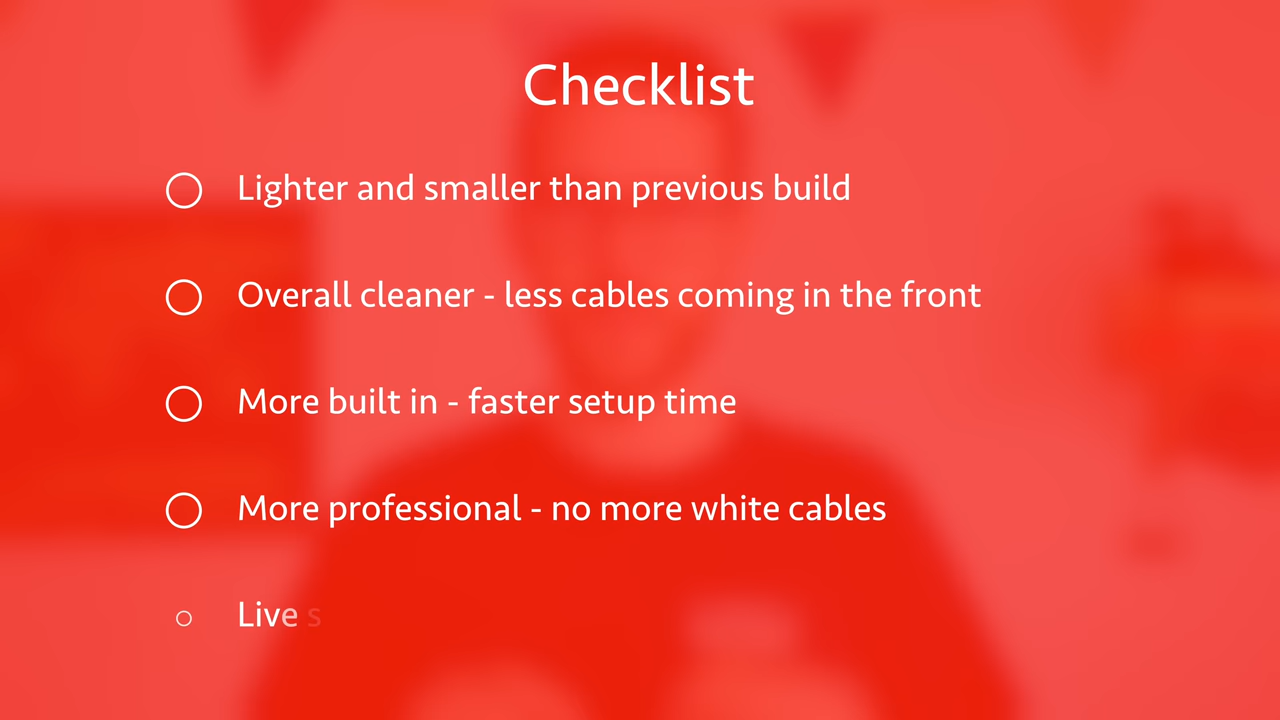 Checklist
Lighter and smaller than previous build
Overall cleaner - less cables coming in the front
More built in - faster setup time
More professional - no more white cables
Live s